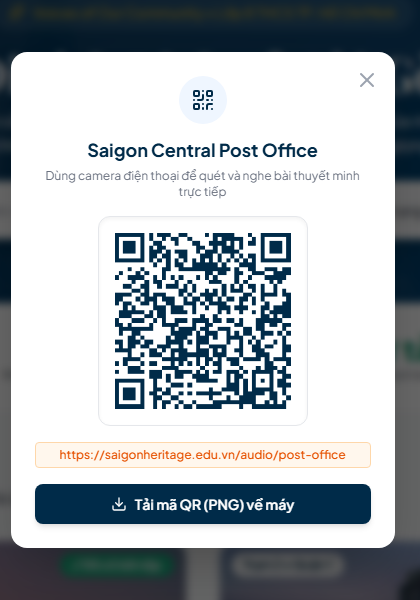 Saigon Central Post Office
Dùng camera điện thoại để quét và nghe bài thuyết minh
trực tiếp
https://saigonheritage.edu.vn/audio/post-office
Tải mã QR (PNG) về máy